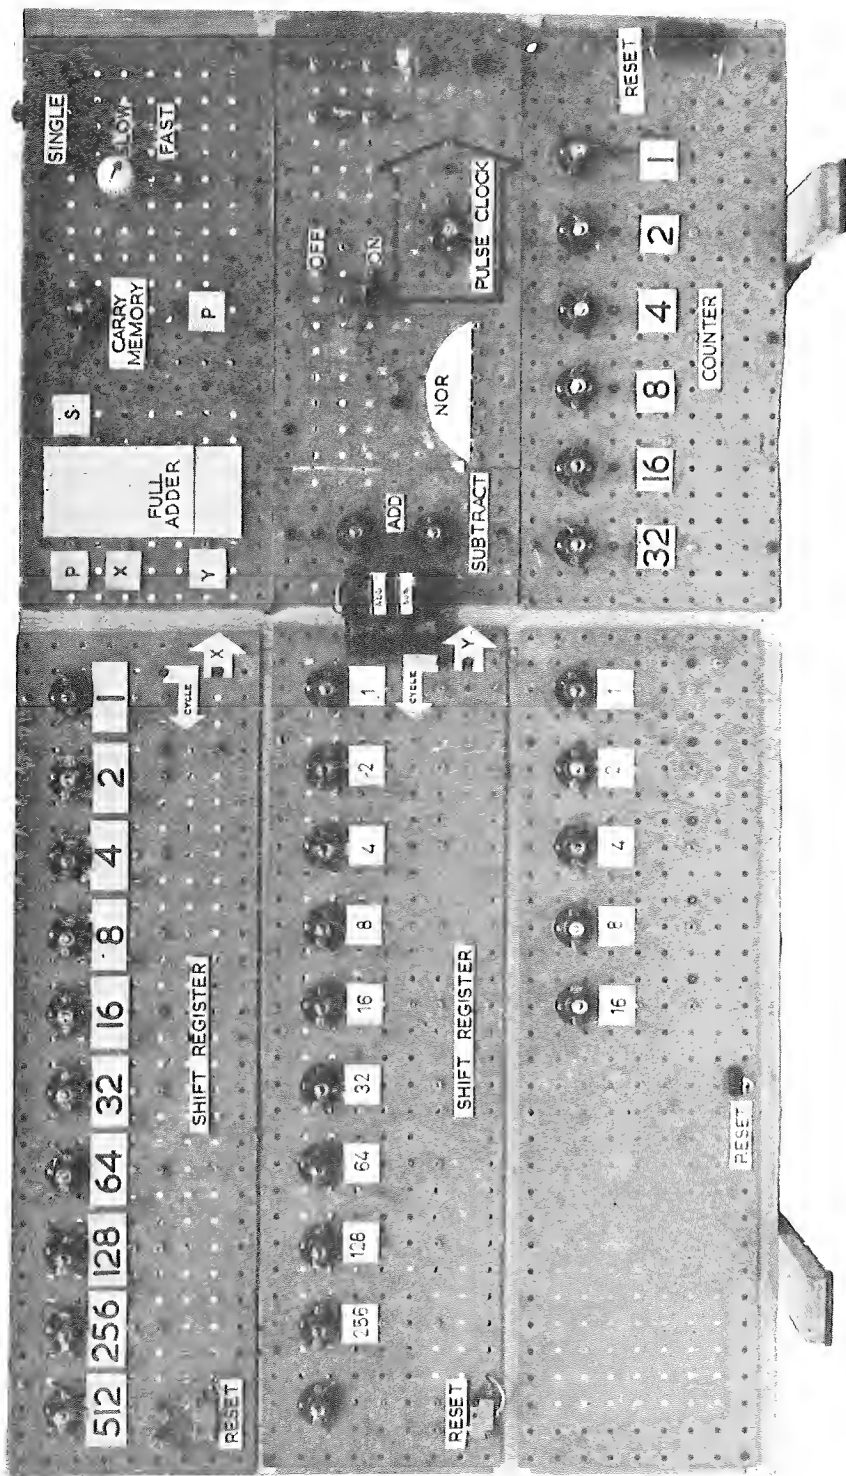 512 256 128 64 32 16 8 4 2 1
SHIFT REGISTER
RESET
CYCLE
X
P
X
Y
FULL
ADDER
S
CARRY
MEMORY
P
SINGLE
SLOW
FAST
256 128 64 32 16 8 4 2 1
SHIFT REGISTER
RESET
CYCLE
Y
ADD
SUB
ADD
SUBTRACT
NOR
OFF
ON
PULSE CLOCK
16 8 4 2 1
RESET
32 16 8 4 2 1
COUNTER
RESET